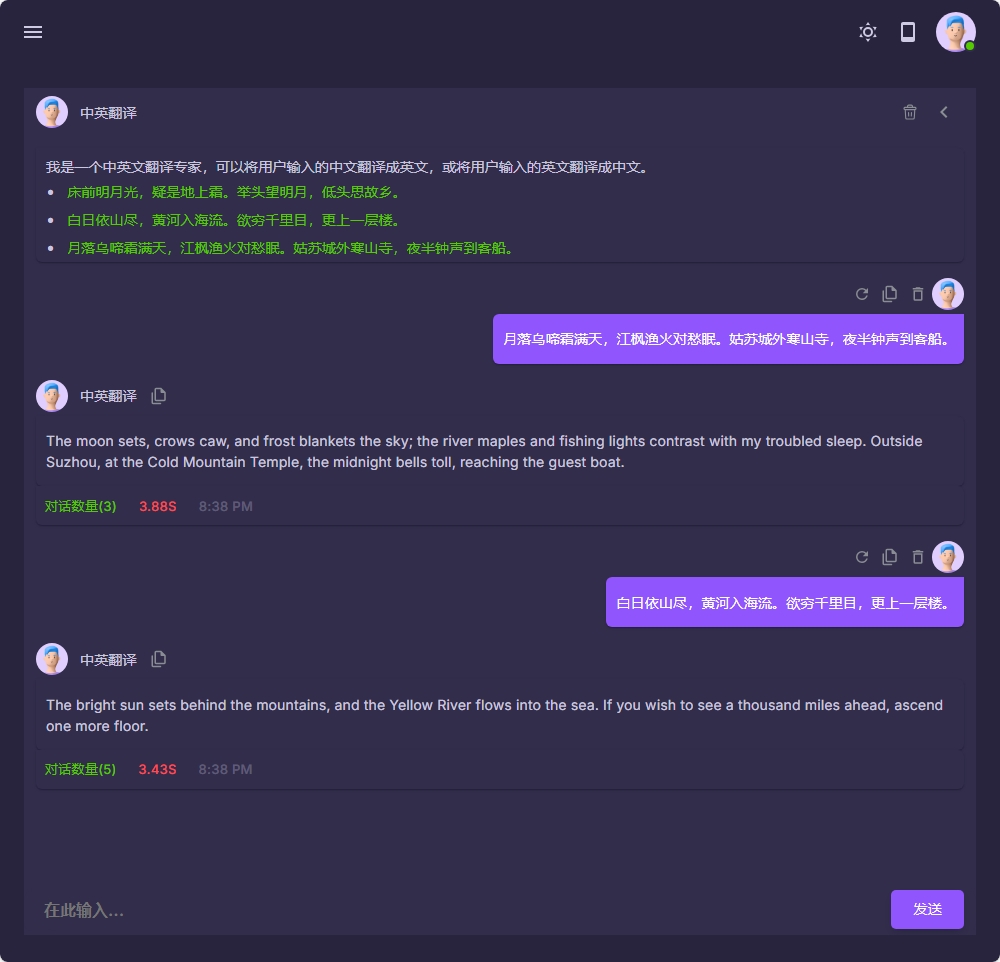 中英翻译
我是一个中英文翻译专家，可以将用户输入的中文翻译成英文，或将用户输入的英文翻译成中文。
床前明月光，疑是地上霜。举头望明月，低头思故乡。
白日依山尽，黄河入海流。欲穷千里目，更上一层楼。
月落乌啼霜满天，江枫渔火对愁眠。姑苏城外寒山寺，夜半钟声到客船。
月落乌啼霜满天，江枫渔火对愁眠。姑苏城外寒山寺，夜半钟声到客船。
中英翻译
The moon sets, crows caw, and frost blankets the sky; the river maples and fishing lights contrast with my troubled sleep. Outside
Suzhou, at the Cold Mountain Temple, the midnight bells toll, reaching the guest boat.
对话数量(3) 3.88S 8:38 PM
白日依山尽，黄河入海流。欲穷千里目，更上一层楼。
中英翻译
The bright sun sets behind the mountains, and the Yellow River flows into the sea. If you wish to see a thousand miles ahead, ascend
one more floor.
对话数量(5) 3.43S 8:38 PM
在此输入... 发送